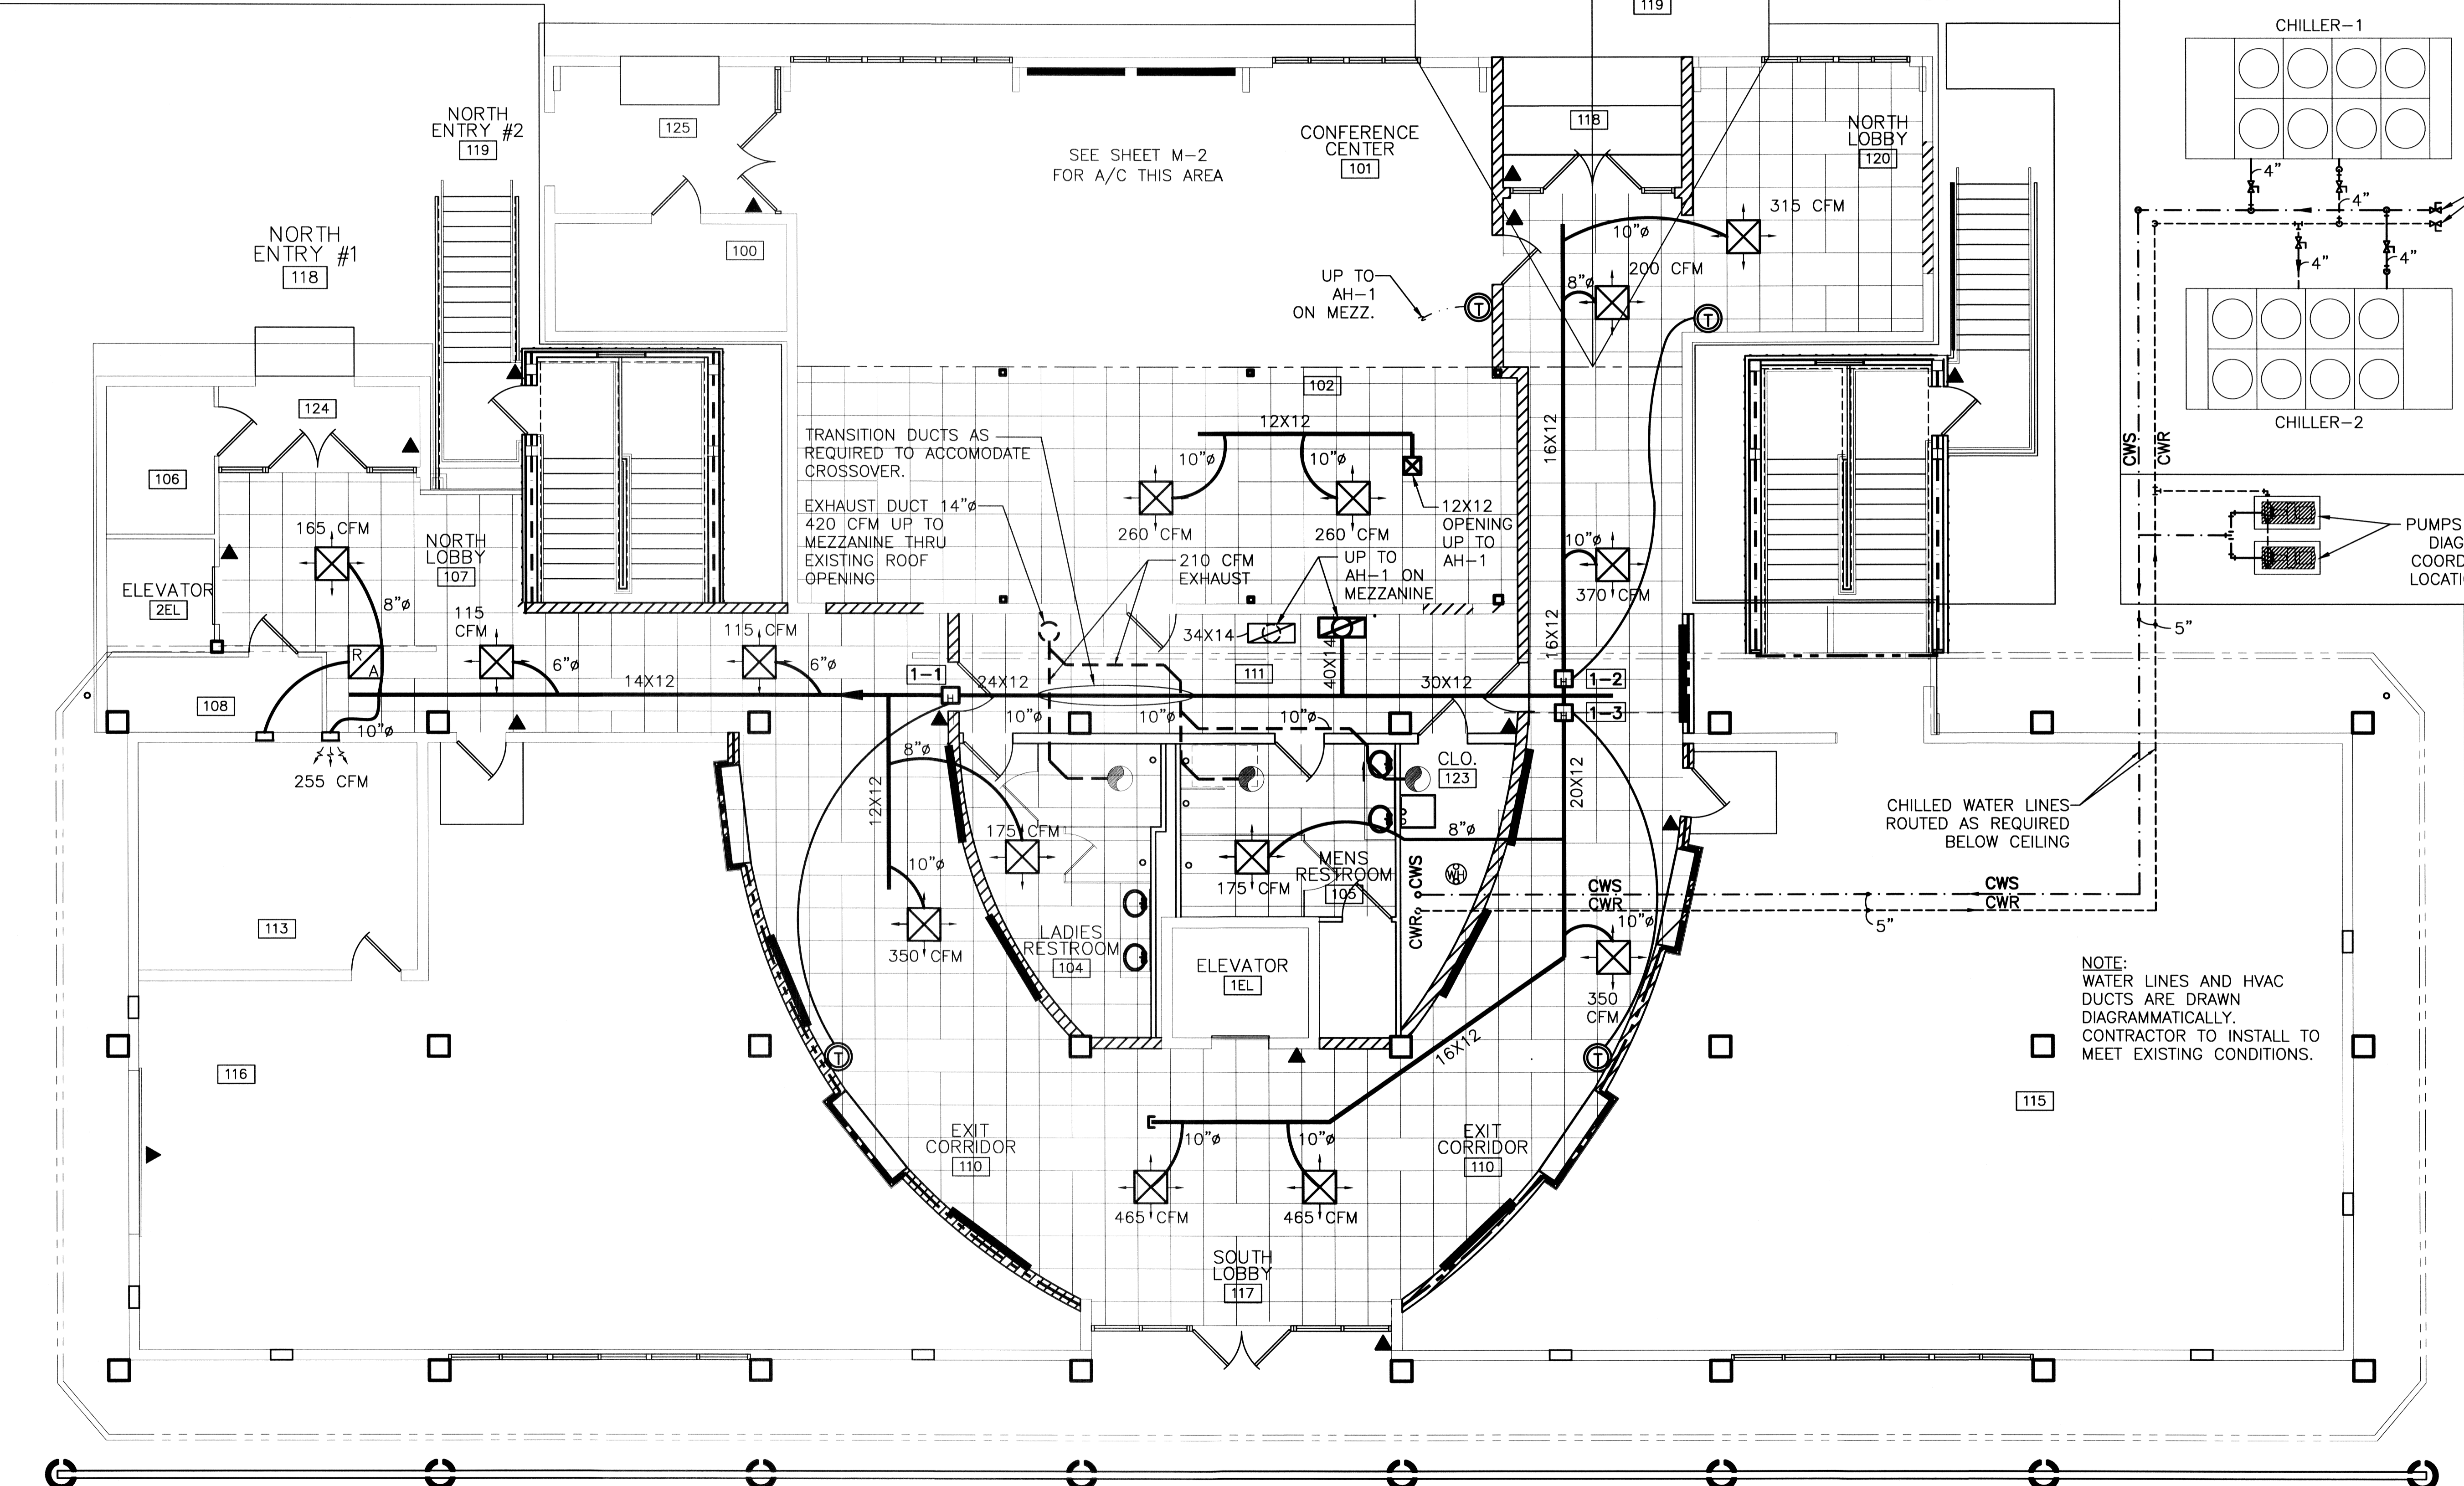 119
CHILLER-1
NORTH
ENTRY #2
119
125
SEE SHEET M-2
FOR A/C THIS AREA
CONFERENCE
CENTER
101
118
NORTH
LOBBY
120
4"
4"
4"
4"
NORTH
ENTRY #1
118
100
315 CFM
10"ø
200 CFM
8"ø
UP TO
AH-1
ON MEZZ.
T
T
CHILLER-2
CWS
CWR
124
106
102
12X12
16X12
TRANSITION DUCTS AS
REQUIRED TO ACCOMODATE
CROSSOVER.
10"ø
10"ø
EXHAUST DUCT 14"ø
420 CFM UP TO
MEZZANINE THRU
EXISTING ROOF
OPENING
260 CFM
260 CFM
12X12
OPENING
UP TO
AH-1
210 CFM
EXHAUST
UP TO
AH-1 ON
MEZZANINE
10"ø
370 CFM
PUMPS
DIAG
COORD
LOCATI
165 CFM
NORTH
LOBBY
107
ELEVATOR
2EL
8"ø
115
CFM
115 CFM
6"ø
6"ø
R
A
34X14
40X14
16X12
5"
1-1
H
14X12
24X12
111
30X12
H
1-2
H
1-3
108
10"ø
255 CFM
10"ø
10"ø
10"ø
8"ø
12X12
CLO.
123
20X12
CHILLED WATER LINES
ROUTED AS REQUIRED
BELOW CEILING
175 CFM
8"ø
10"ø
MENS
RESTROOM
105
175 CFM
CWS
CWR
WH
CWS
CWR
CWS
CWR
5"
10"ø
113
350 CFM
LADIES
RESTROOM
104
ELEVATOR
1EL
350
CFM
NOTE:
WATER LINES AND HVAC
DUCTS ARE DRAWN
DIAGRAMMATICALLY.
CONTRACTOR TO INSTALL TO
MEET EXISTING CONDITIONS.
16X12
T
T
116
115
EXIT
CORRIDOR
110
10"ø
10"ø
EXIT
CORRIDOR
110
465 CFM
465 CFM
SOUTH
LOBBY
117